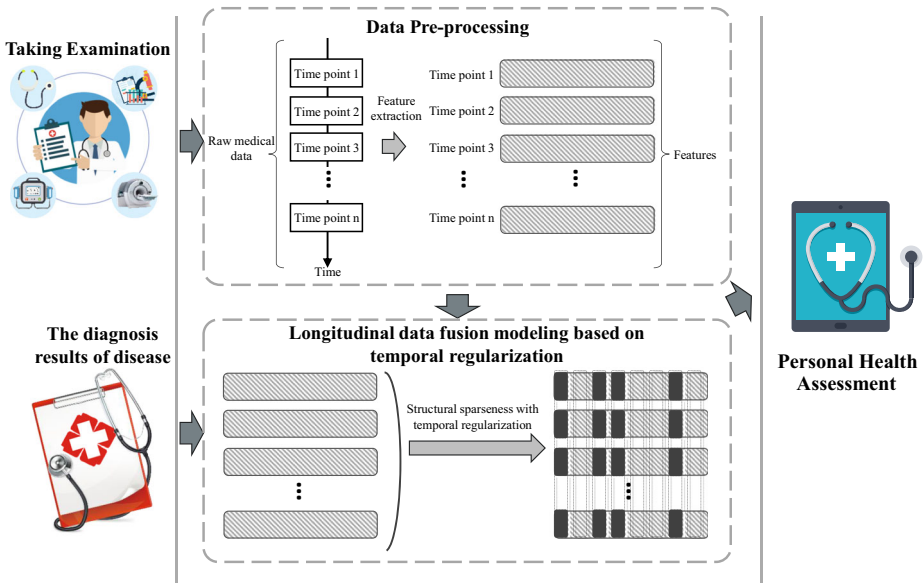 Taking Examination
Data Pre-processing
Raw medical
data
Time point 1
Time point 2
Time point 3
Time point n
Time
Feature
extraction
Time point 1
Time point 2
Time point 3
Time point n
Features
The diagnosis
results of disease
Longitudinal data fusion modeling based on
temporal regularization
Structural sparseness with
temporal regularization
Personal Health
Assessment